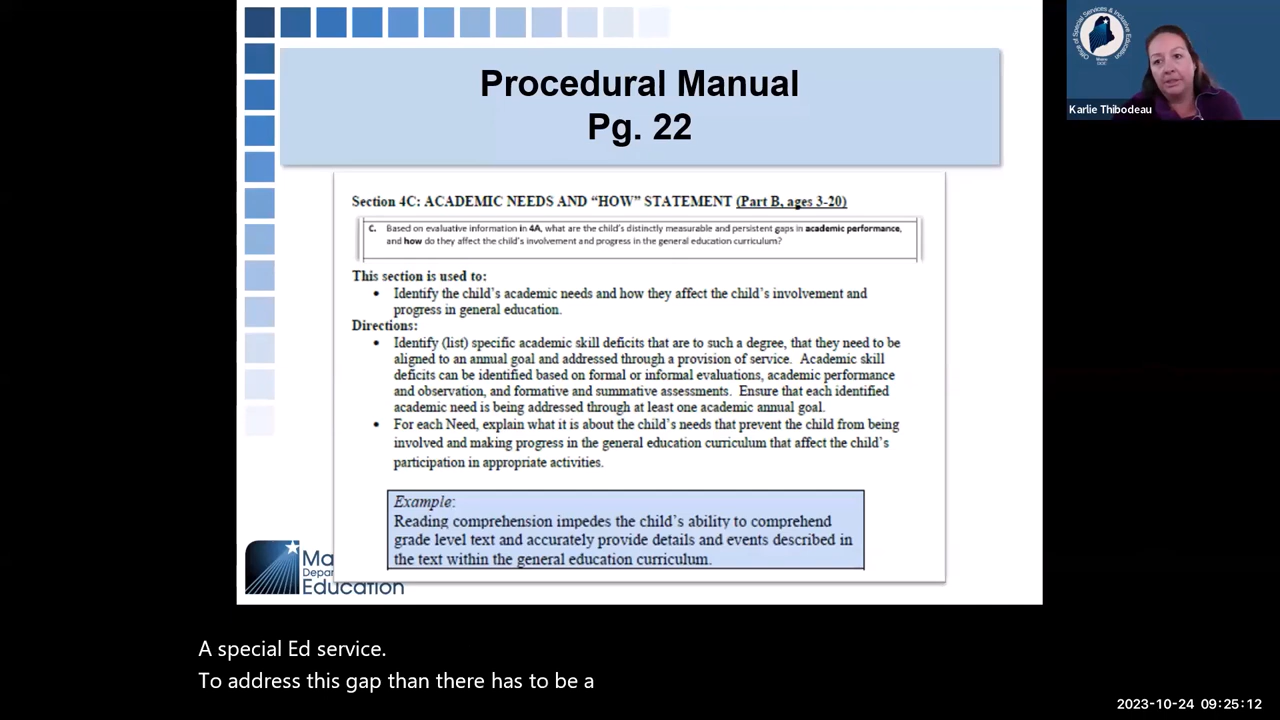 Procedural Manual
Pg. 22
Office of Special Services & Inclusive Education
Maine
DOE
Karlie Thibodeau
Section 4C: ACADEMIC NEEDS AND “HOW” STATEMENT (Part B, ages 3-20)
C. Based on evaluative information in 4A, what are the child’s distinctly measurable and persistent gaps in academic performance,
and how do they affect the child’s involvement and progress in the general education curriculum?
This section is used to:
• Identify the child’s academic needs and how they affect the child’s involvement and
progress in general education.
Directions:
• Identify (list) specific academic skill deficits that are to such a degree, that they need to be
aligned to an annual goal and addressed through a provision of service. Academic skill
deficits can be identified based on formal or informal evaluations, academic performance
and observation, and formative and summative assessments. Ensure that each identified
academic need is being addressed through at least one academic annual goal.
• For each Need, explain what it is about the child’s needs that prevent the child from being
involved and making progress in the general education curriculum that affect the child’s
participation in appropriate activities.
Example:
Reading comprehension impedes the child’s ability to comprehend
grade level text and accurately provide details and events described in
the text within the general education curriculum.
Ma
Depar
Education
A special Ed service.
To address this gap than there has to be a
2023-10-24 09:25:12